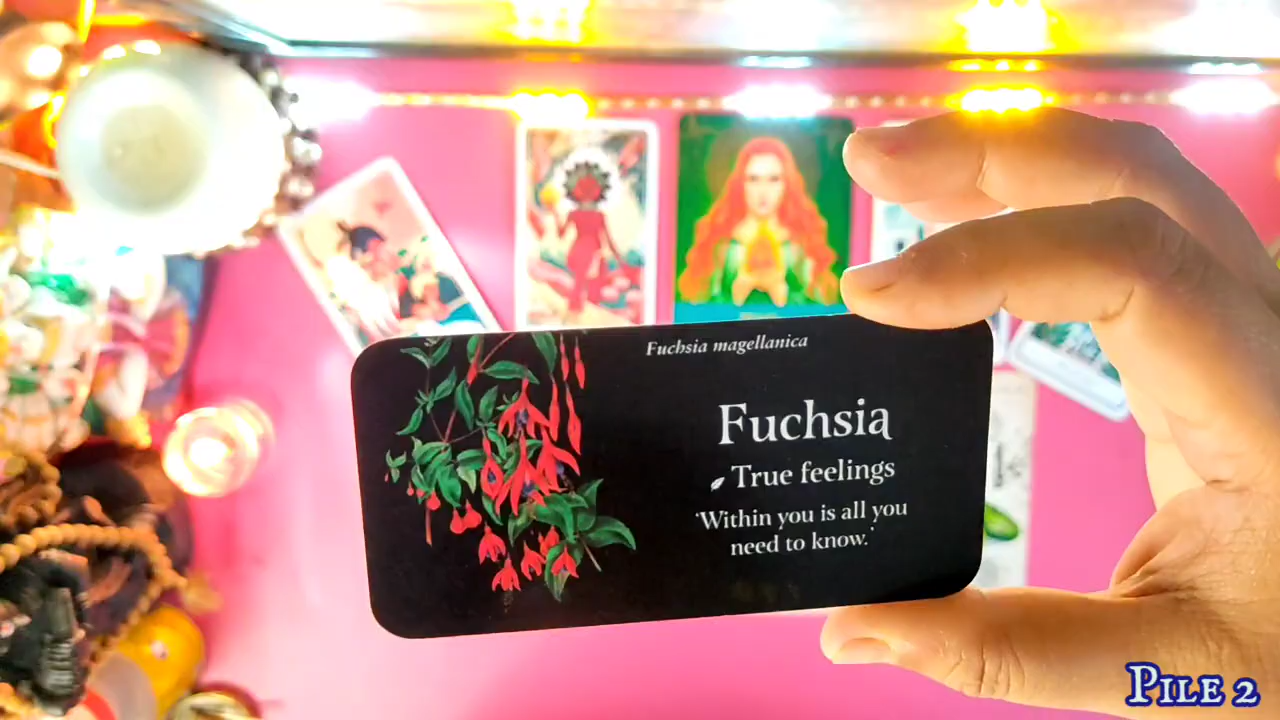 Fuchsia magellanica
Fuchsia
True feelings
'Within you is all you
need to know.'
PILE 2